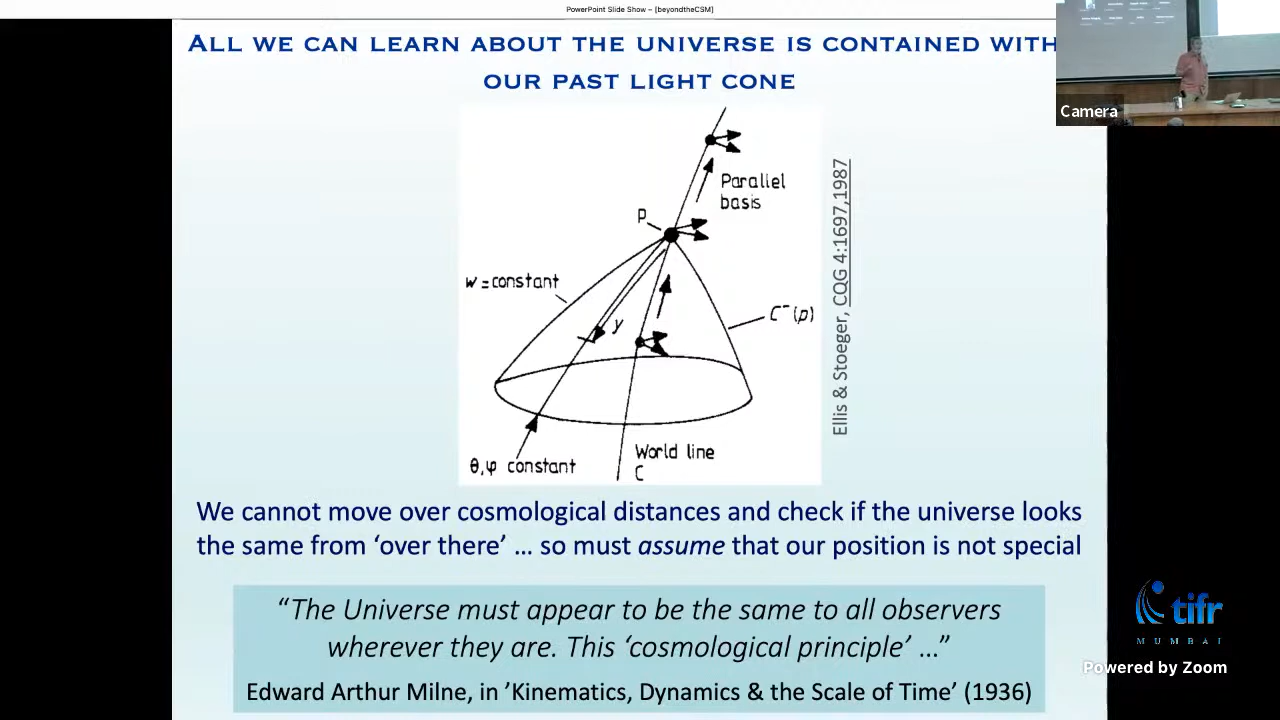 PowerPoint Slide Show – [beyondtheCSM]
ALL WE CAN LEARN ABOUT THE UNIVERSE IS CONTAINED WITH
OUR PAST LIGHT CONE
Camera
Parallel
basis
P
w = constant
y
C⁻(p)
World line
C
θ,φ constant
Ellis & Stoeger, CQG 4:1697,1987
We cannot move over cosmological distances and check if the universe looks
the same from ‘over there’ … so must assume that our position is not special
“The Universe must appear to be the same to all observers
wherever they are. This ‘cosmological principle’ …”
Edward Arthur Milne, in ’Kinematics, Dynamics & the Scale of Time’ (1936)
tifr
MUMBAI
Powered by Zoom